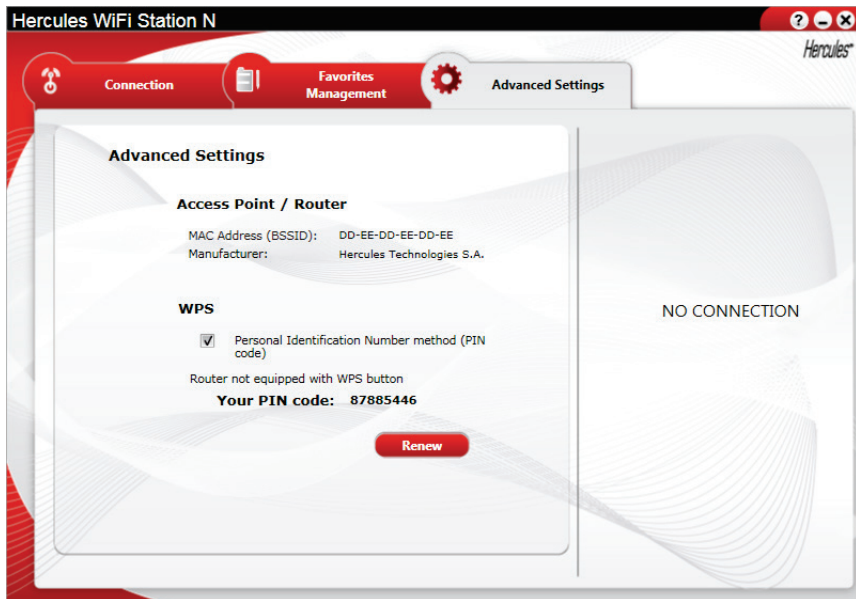 Hercules WiFi Station N
?
Hercules
Connection
Favorites
Management
Advanced Settings
Advanced Settings
Access Point / Router
MAC Address (BSSID): DD-EE-DD-EE-DD-EE
Manufacturer: Hercules Technologies S.A.
WPS
Personal Identification Number method (PIN
code)
Router not equipped with WPS button
Your PIN code: 87885446
Renew
NO CONNECTION